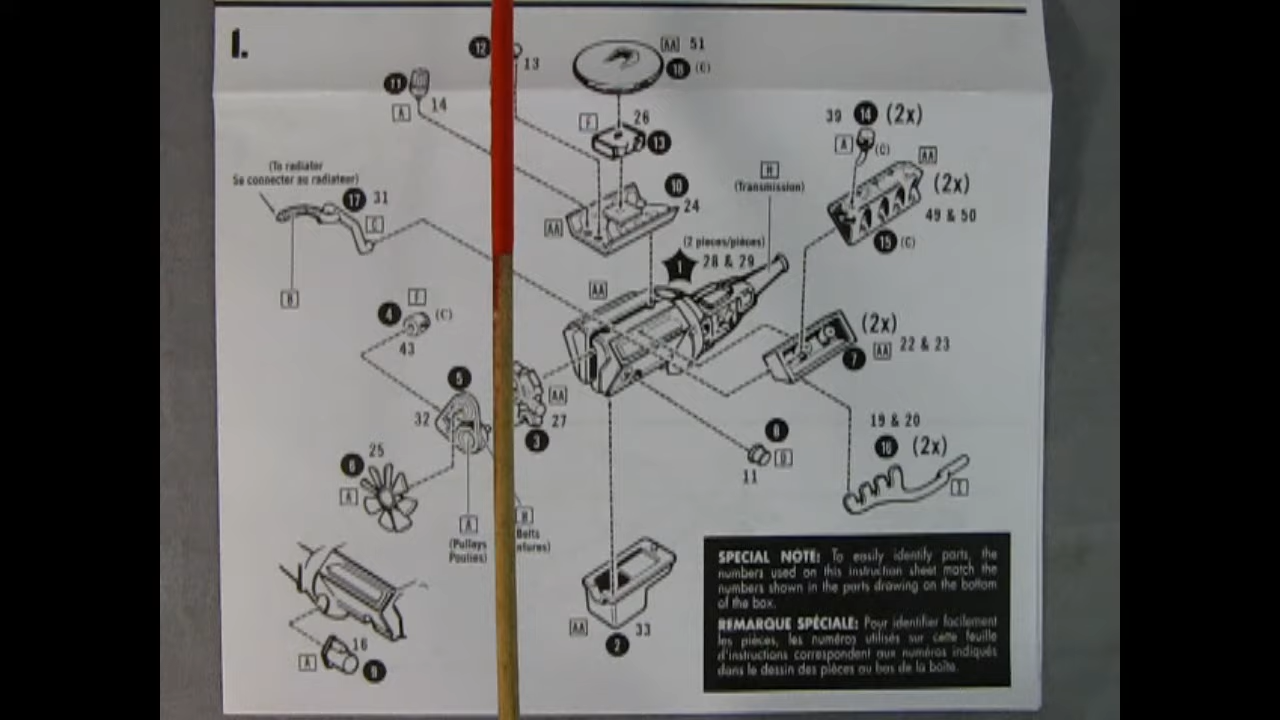 1.
12
13
AA 51
18 (C)
11
A 14
F 26
13
39 14 (2x)
A (C)
AA
(2x)
49 & 50
15 (C)
(To radiator
Se connecter au radiateur)
17 31
C
B
H
(Transmission)
10
24
AA
(2 pieces/pièces)
1 28 & 29
AA
F
4 (C)
43
(2x)
7 AA 22 & 23
5
32
AA
27
3
8
11 D
19 & 20
16 (2x)
I
25
6
A
A
(Pulleys
Poulies)
B
Belts
ntures)
AA 33
2
16
A 9
SPECIAL NOTE: To easily identify parts, the
numbers used on this instruction sheet match the
numbers shown in the parts drawing on the bottom
of the box.
REMARQUE SPÉCIALE: Pour identifier facilement
les pièces, les numéros utilisés sur cette feuille
d'instructions correspondent aux numéros indiqués
dans le dessin des pièces au bas de la boîte.